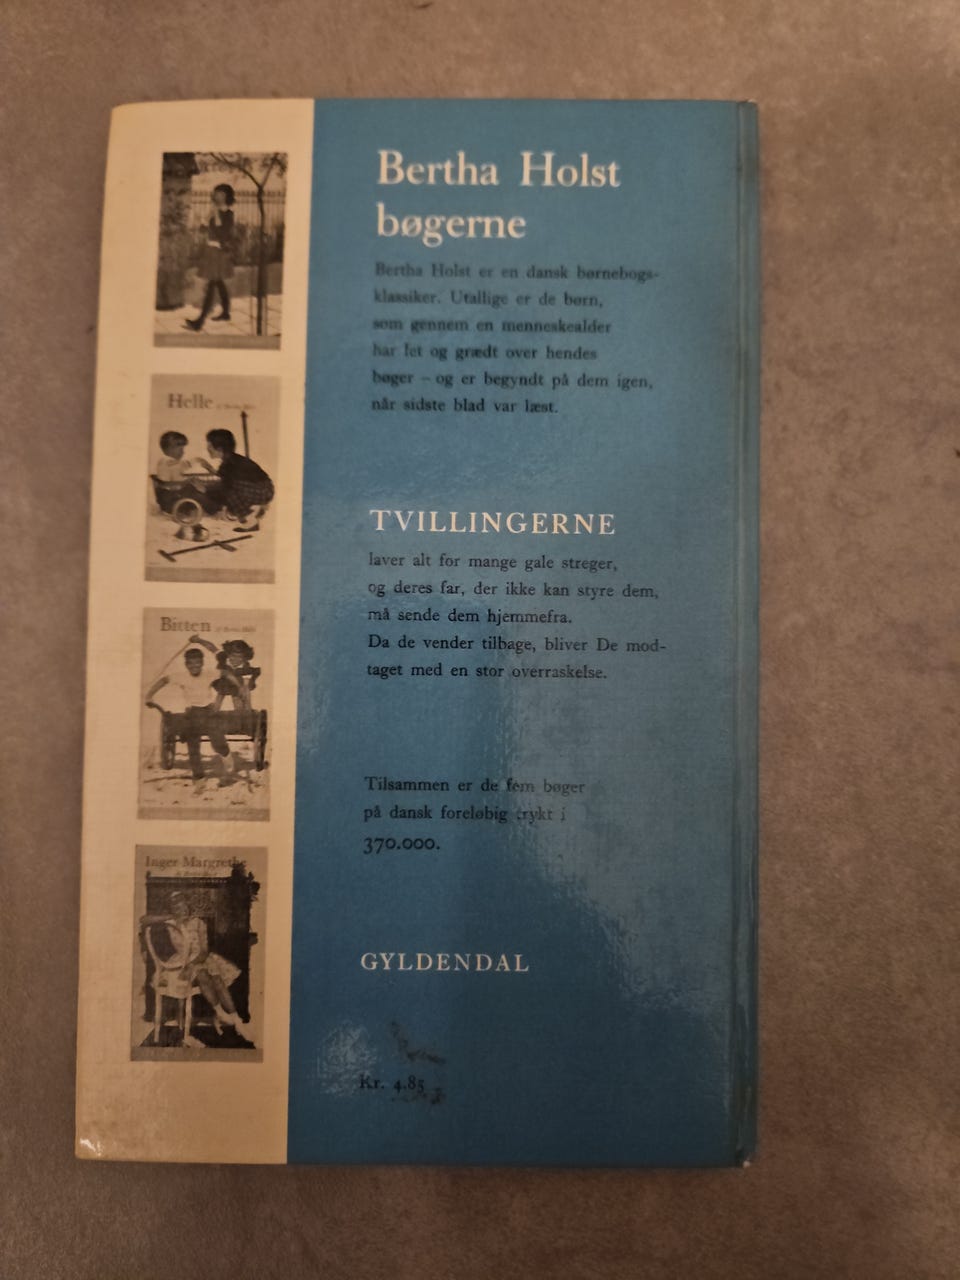 Bertha Holst
bøgerne
Bertha Holst er en dansk børnebogs-
klassiker. Utallige er de børn,
som gennem en menneskealder
har let og grædt over hendes
bøger – og er begyndt på dem igen,
når sidste blad var læst.
TVILLINGERNE
laver alt for mange gale streger,
og deres far, der ikke kan styre dem,
må sende dem hjemmefra.
Da de vender tilbage, bliver De mod-
taget med en stor overraskelse.
Tilsammen er de fem bøger
på dansk foreløbig trykt i
370.000.
GYLDENDAL
Kr. 4.85
Helle
Bitten
Inger Margrethe